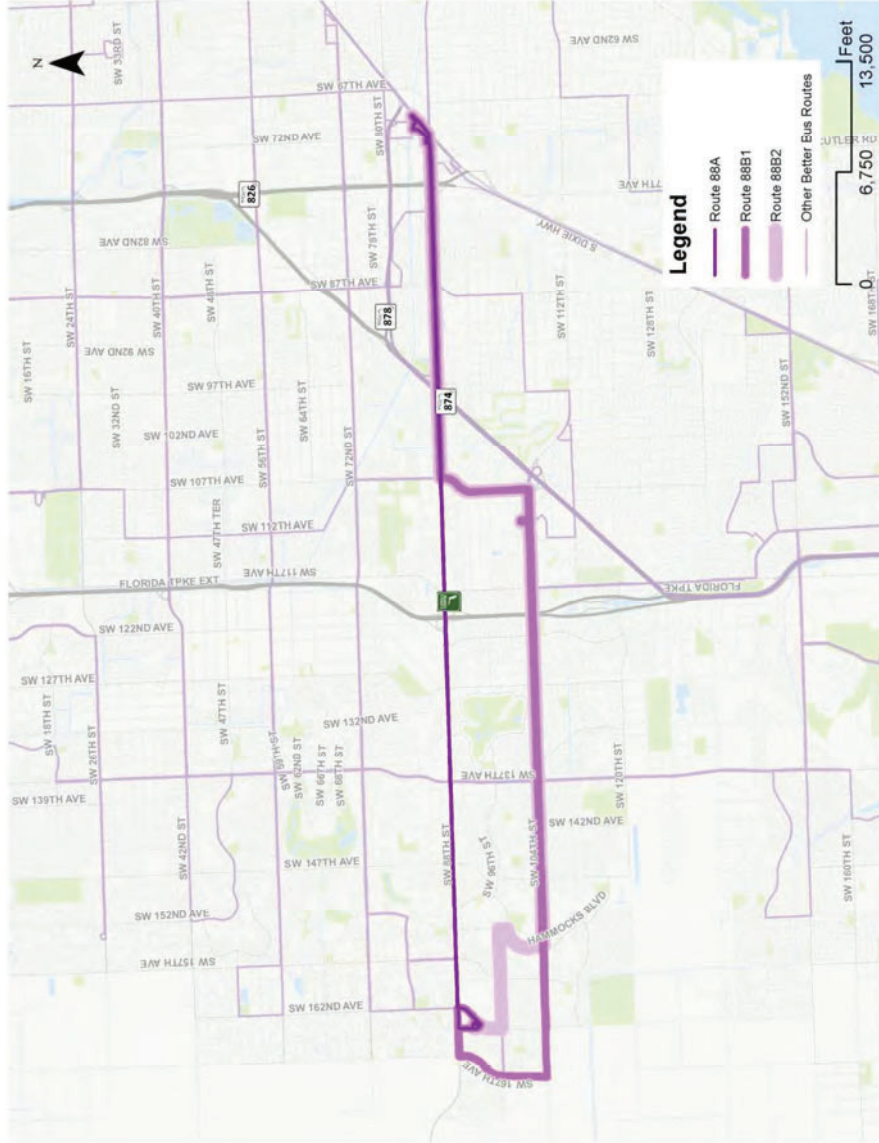 N
SW 33RD ST
SW 62ND AVE
SW 67TH AVE
SW 72ND AVE
SW 80TH ST
826
SW 82ND AVE
SW 24TH ST
SW 40TH ST
SW 48TH ST
SW 75TH ST
SW 87TH AVE
878
SW 16TH ST
SW 92ND AVE
SW 32ND ST
SW 97TH AVE
SW 102ND AVE
SW 56TH ST
SW 64TH ST
SW 72ND ST
SW 107TH AVE
874
SW 47TH TER
SW 112TH AVE
FLORIDA TPKE EXT
SW 117TH AVE
SW 122ND AVE
SW 127TH AVE
SW 18TH ST
SW 26TH ST
SW 47TH ST
SW 132ND AVE
SW 59TH ST
SW 62ND ST
SW 66TH ST
SW 68TH ST
SW 139TH AVE
SW 137TH AVE
SW 42ND ST
SW 147TH AVE
SW 88TH ST
SW 96TH ST
SW 104TH ST
SW 142ND AVE
SW 120TH ST
SW 152ND AVE
SW 157TH AVE
HAMMOCKS BLVD
SW 162ND AVE
SW 167TH AVE
SW 160TH ST
FLORIDA TPKE
SW 112TH ST
SW 128TH ST
SW 152ND ST
SW 168TH ST
S DIXIE HWY
Legend
Route 88A
Route 88B1
Route 88B2
Other Better Bus Routes
0
6,750
13,500
Feet